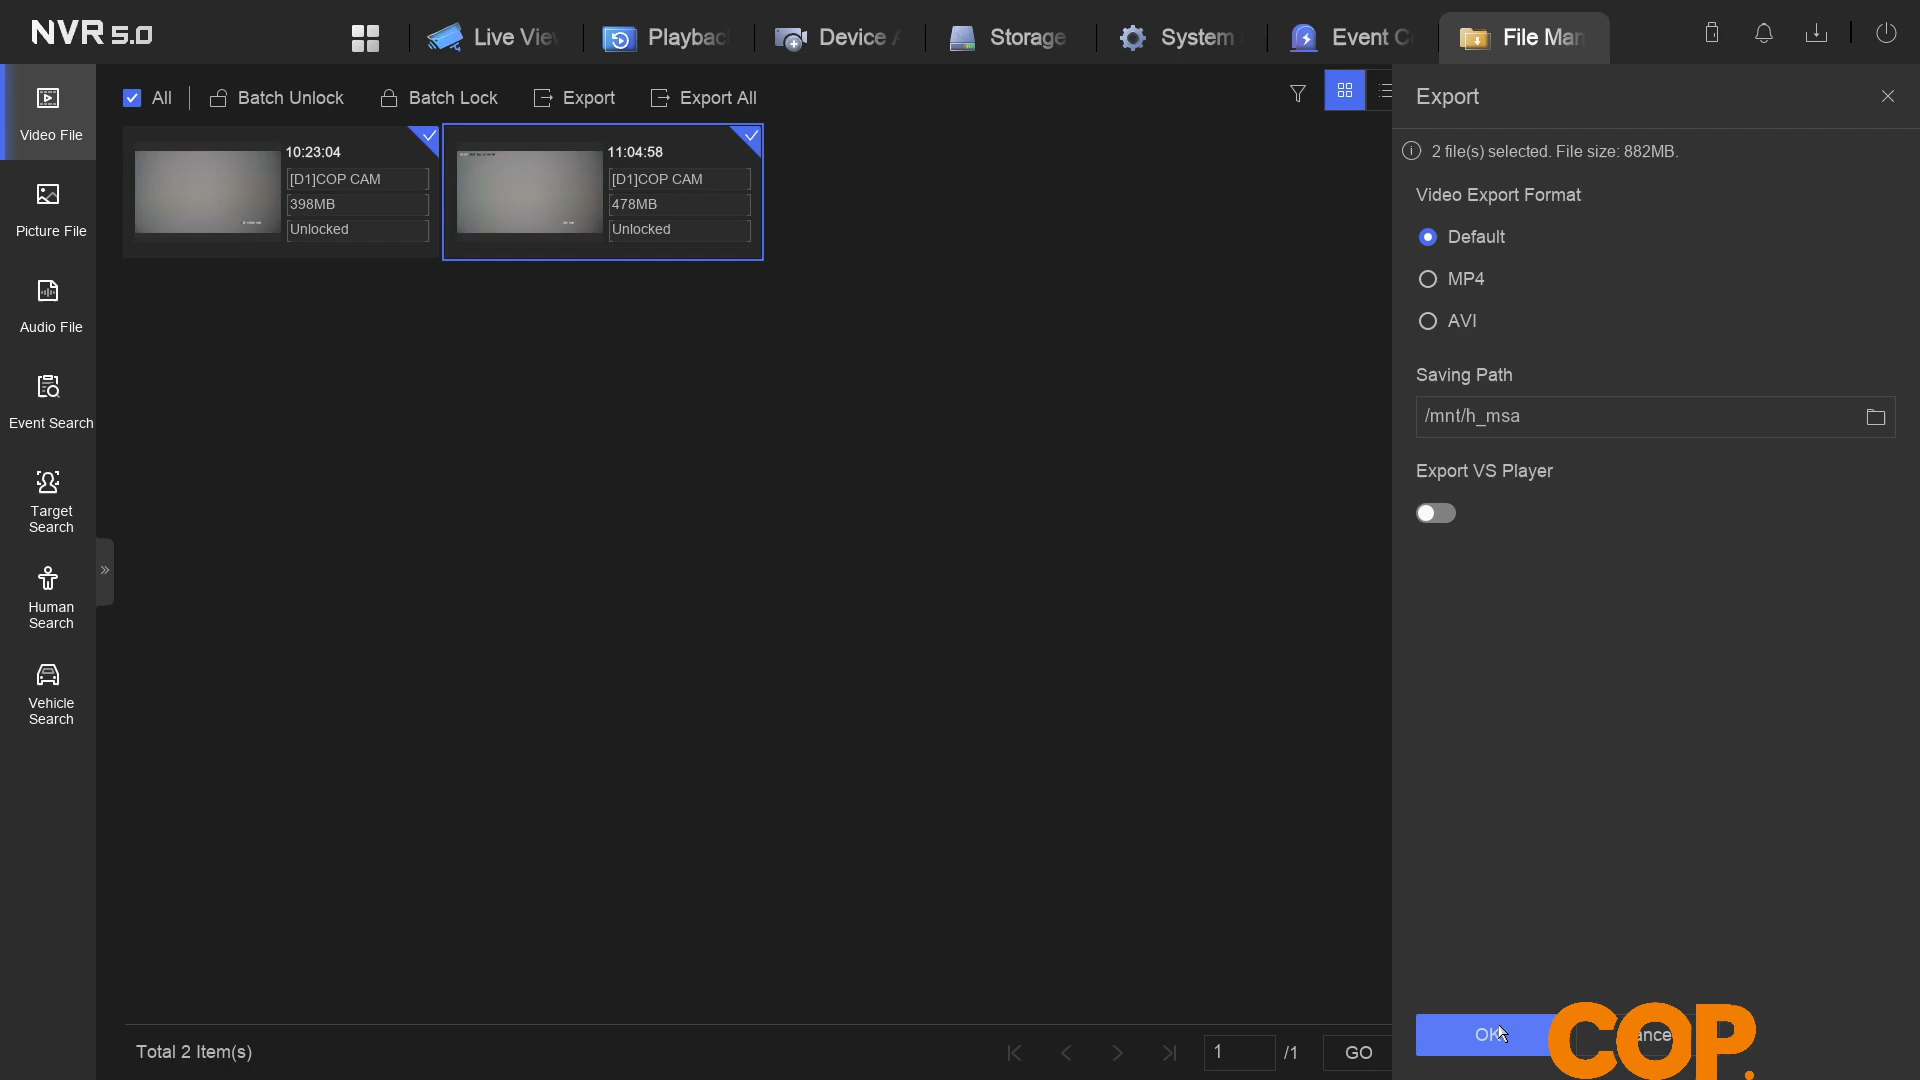 NVR 5.0
Live Vie
Playbac
Device
Storage
System
Event C
File Man
Video File
Picture File
Audio File
Event Search
Target
Search
Human
Search
Vehicle
Search
All
Batch Unlock
Batch Lock
Export
Export All
10:23:04
[D1]COP CAM
398MB
Unlocked
11:04:58
[D1]COP CAM
478MB
Unlocked
Total 2 Item(s)
1
/1
GO
Export
2 file(s) selected. File size: 882MB.
Video Export Format
Default
MP4
AVI
Saving Path
/mnt/h_msa
Export VS Player
OK
ance
COP.